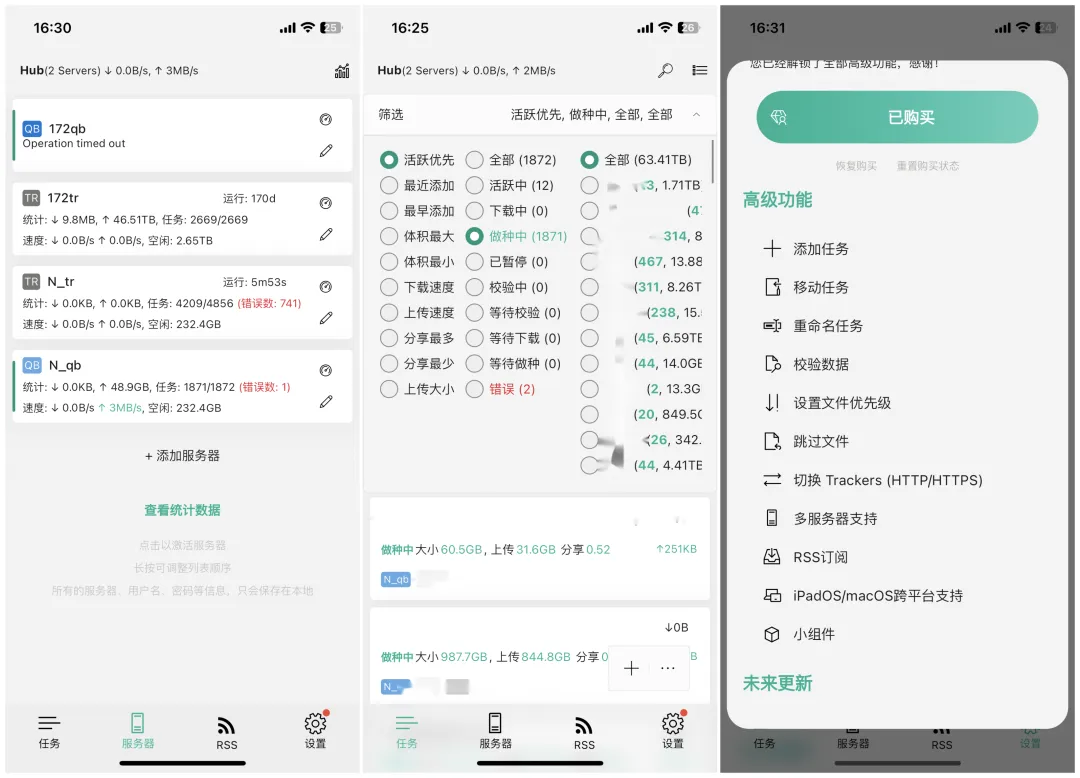 16:30
25
Hub(2 Servers) ↓ 0.0B/s, ↑ 3MB/s
QB 172qb
Operation timed out
TR 172tr 运行: 170d
统计: ↓ 9.8MB, ↑ 46.51TB, 任务: 2669/2669
速度: ↓ 0.0B/s ↑ 0.0B/s, 空闲: 2.65TB
TR N_tr 运行: 5m53s
统计: ↓ 0.0KB, ↑ 0.0KB, 任务: 4209/4856 (错误数: 741)
速度: ↓ 0.0B/s ↑ 0.0B/s, 空闲: 232.4GB
QB N_qb
统计: ↓ 0.0KB, ↑ 48.9GB, 任务: 1871/1872 (错误数: 1)
速度: ↓ 0.0B/s ↑ 3MB/s, 空闲: 232.4GB
+ 添加服务器
查看统计数据
点击以激活服务器
长按可调整列表顺序
所有的服务器、用户名、密码等信息，只会保存在本地
任务 服务器 RSS 设置
16:25
26
Hub(2 Servers) ↓ 0.0B/s, ↑ 2MB/s
筛选 活跃优先, 做种中, 全部, 全部
活跃优先 全部 (1872) 全部 (63.41TB)
最近添加 活跃中 (12) 3, 1.71TB
最早添加 下载中 (0) (4
体积最大 做种中 (1871) 314, 8
体积最小 已暂停 (0) (467, 13.88
下载速度 校验中 (0) (311, 8.26T
上传速度 等待校验 (0) (238, 15.
分享最多 等待下载 (0) (45, 6.59TE
分享最少 等待做种 (0) (44, 14.0GE
上传大小 错误 (2) (2, 13.3G
(20, 849.5G
(26, 342.
(44, 4.41TE
做种中 大小 60.5GB, 上传 31.6GB 分享 0.52 ↑251KB
N_qb
↓0B
做种中 大小 987.7GB, 上传 844.8GB 分享 0 B
N_
任务 服务器 RSS 设置
16:31
24
您已经解锁了全部高级功能，感谢！
已购买
恢复购买 重置购买状态
高级功能
添加任务
移动任务
重命名任务
校验数据
设置文件优先级
跳过文件
切换 Trackers (HTTP/HTTPS)
多服务器支持
RSS订阅
iPadOS/macOS跨平台支持
小组件
未来更新
任务 服务器 RSS 设置